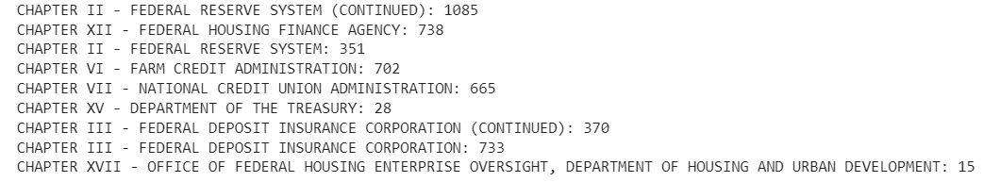 CHAPTER II - FEDERAL RESERVE SYSTEM (CONTINUED): 1085
CHAPTER XII - FEDERAL HOUSING FINANCE AGENCY: 738
CHAPTER II - FEDERAL RESERVE SYSTEM: 351
CHAPTER VI - FARM CREDIT ADMINISTRATION: 702
CHAPTER VII - NATIONAL CREDIT UNION ADMINISTRATION: 665
CHAPTER XV - DEPARTMENT OF THE TREASURY: 28
CHAPTER III - FEDERAL DEPOSIT INSURANCE CORPORATION (CONTINUED): 370
CHAPTER III - FEDERAL DEPOSIT INSURANCE CORPORATION: 733
CHAPTER XVII - OFFICE OF FEDERAL HOUSING ENTERPRISE OVERSIGHT, DEPARTMENT OF HOUSING AND URBAN DEVELOPMENT: 15